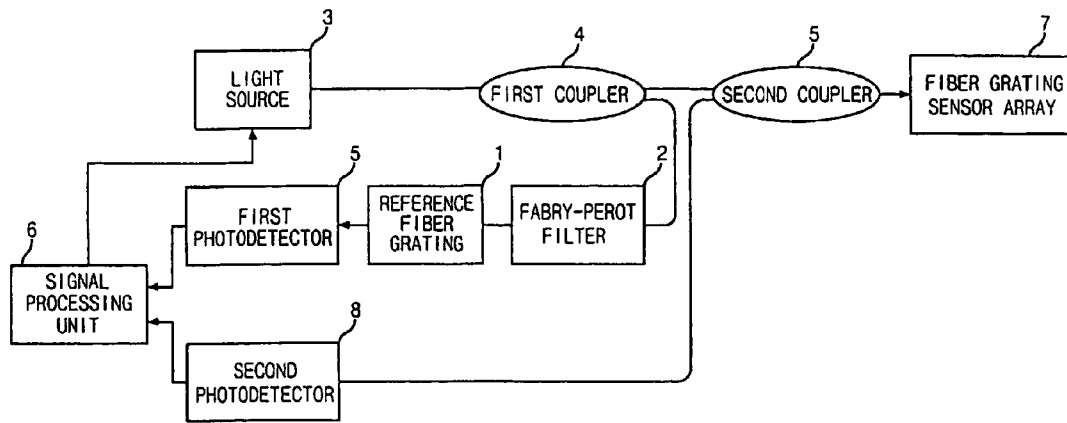 3
4
5
7
LIGHT
SOURCE
FIRST COUPLER
SECOND COUPLER
FIBER GRATING
SENSOR ARRAY
5
1
2
FIRST
PHOTODETECTOR
REFERENCE
FIBER
GRATING
FABRY-PEROT
FILTER
6
SIGNAL
PROCESSING
UNIT
8
SECOND
PHOTODETECTOR